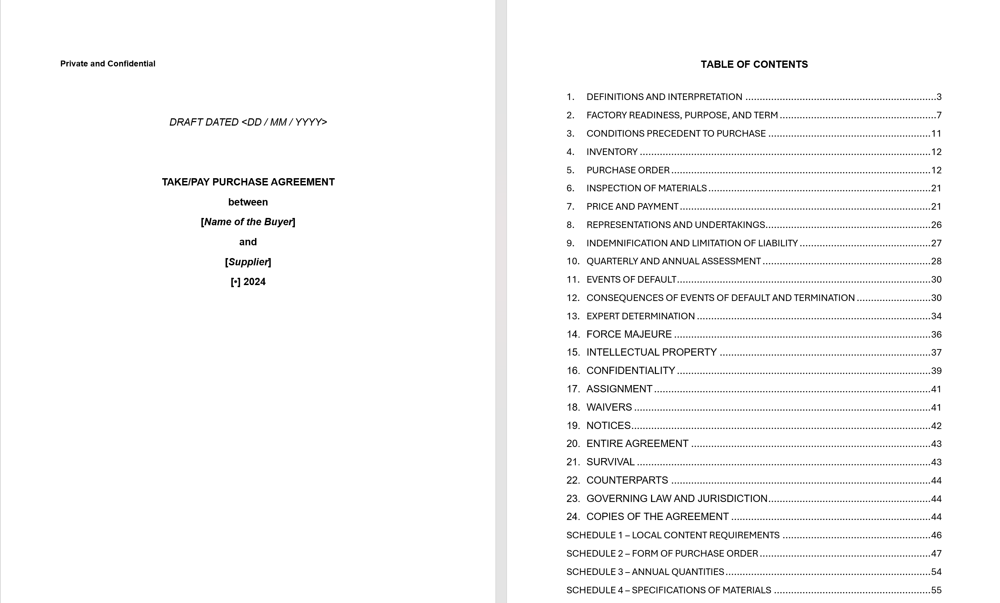 Private and Confidential
DRAFT DATED <DD / MM / YYYY>
TAKE/PAY PURCHASE AGREEMENT
between
[Name of the Buyer]
and
[Supplier]
[•] 2024
TABLE OF CONTENTS
1. DEFINITIONS AND INTERPRETATION ........ 3
2. FACTORY READINESS, PURPOSE, AND TERM ........ 7
3. CONDITIONS PRECEDENT TO PURCHASE ........ 11
4. INVENTORY ........ 12
5. PURCHASE ORDER ........ 12
6. INSPECTION OF MATERIALS ........ 21
7. PRICE AND PAYMENT ........ 21
8. REPRESENTATIONS AND UNDERTAKINGS ........ 26
9. INDEMNIFICATION AND LIMITATION OF LIABILITY ........ 27
10. QUARTERLY AND ANNUAL ASSESSMENT ........ 28
11. EVENTS OF DEFAULT ........ 30
12. CONSEQUENCES OF EVENTS OF DEFAULT AND TERMINATION ........ 30
13. EXPERT DETERMINATION ........ 34
14. FORCE MAJEURE ........ 36
15. INTELLECTUAL PROPERTY ........ 37
16. CONFIDENTIALITY ........ 39
17. ASSIGNMENT ........ 41
18. WAIVERS ........ 41
19. NOTICES ........ 42
20. ENTIRE AGREEMENT ........ 43
21. SURVIVAL ........ 43
22. COUNTERPARTS ........ 44
23. GOVERNING LAW AND JURISDICTION ........ 44
24. COPIES OF THE AGREEMENT ........ 44
SCHEDULE 1 – LOCAL CONTENT REQUIREMENTS ........ 46
SCHEDULE 2 – FORM OF PURCHASE ORDER ........ 47
SCHEDULE 3 – ANNUAL QUANTITIES ........ 54
SCHEDULE 4 – SPECIFICATIONS OF MATERIALS ........ 55